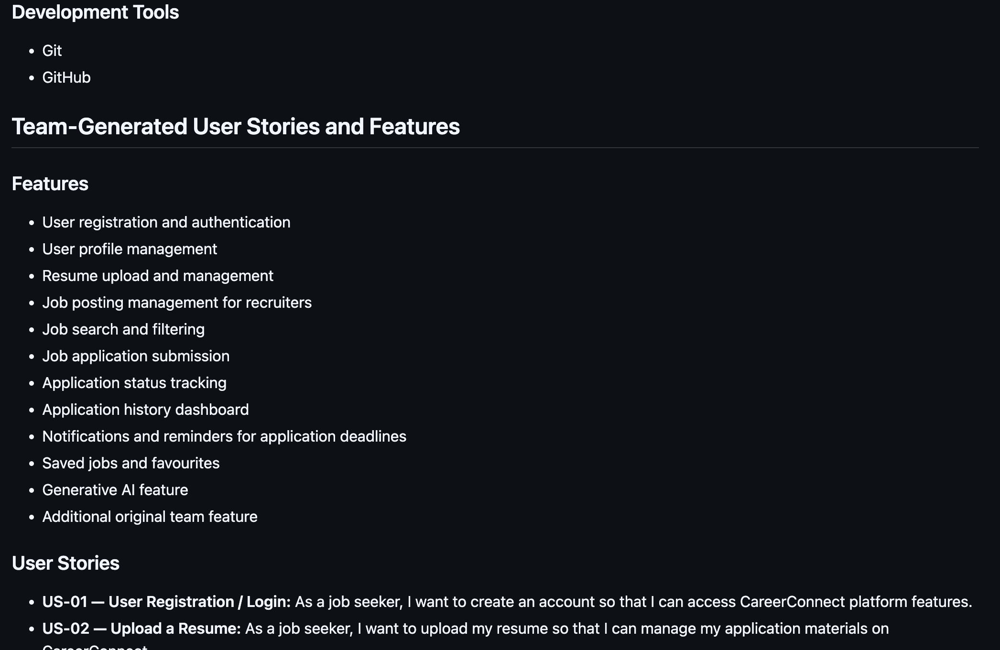 Development Tools
Git
GitHub
Team-Generated User Stories and Features
Features
User registration and authentication
User profile management
Resume upload and management
Job posting management for recruiters
Job search and filtering
Job application submission
Application status tracking
Application history dashboard
Notifications and reminders for application deadlines
Saved jobs and favourites
Generative AI feature
Additional original team feature
User Stories
US-01 — User Registration / Login: As a job seeker, I want to create an account so that I can access CareerConnect platform features.
US-02 — Upload a Resume: As a job seeker, I want to upload my resume so that I can manage my application materials on
CareerConnect